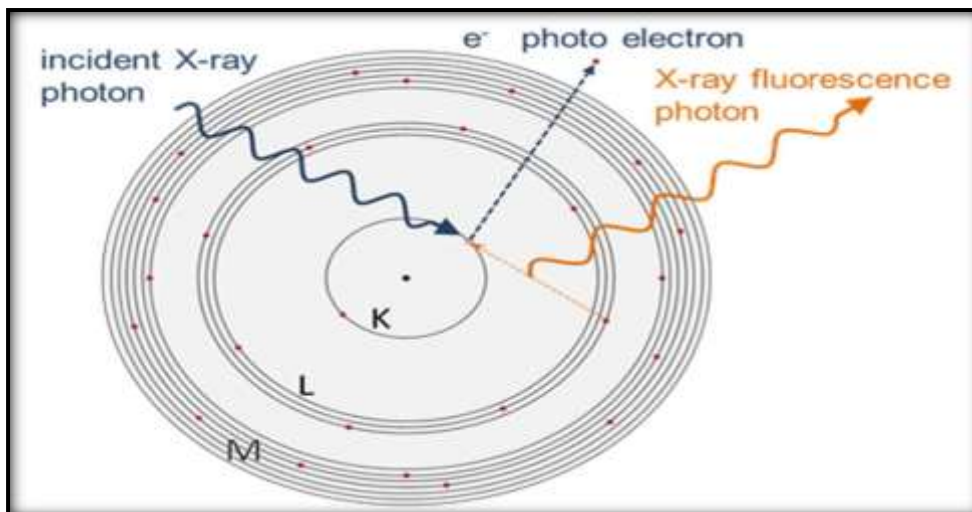 e⁻ photo electron
incident X-ray
photon
X-ray fluorescence
photon
K
L
M